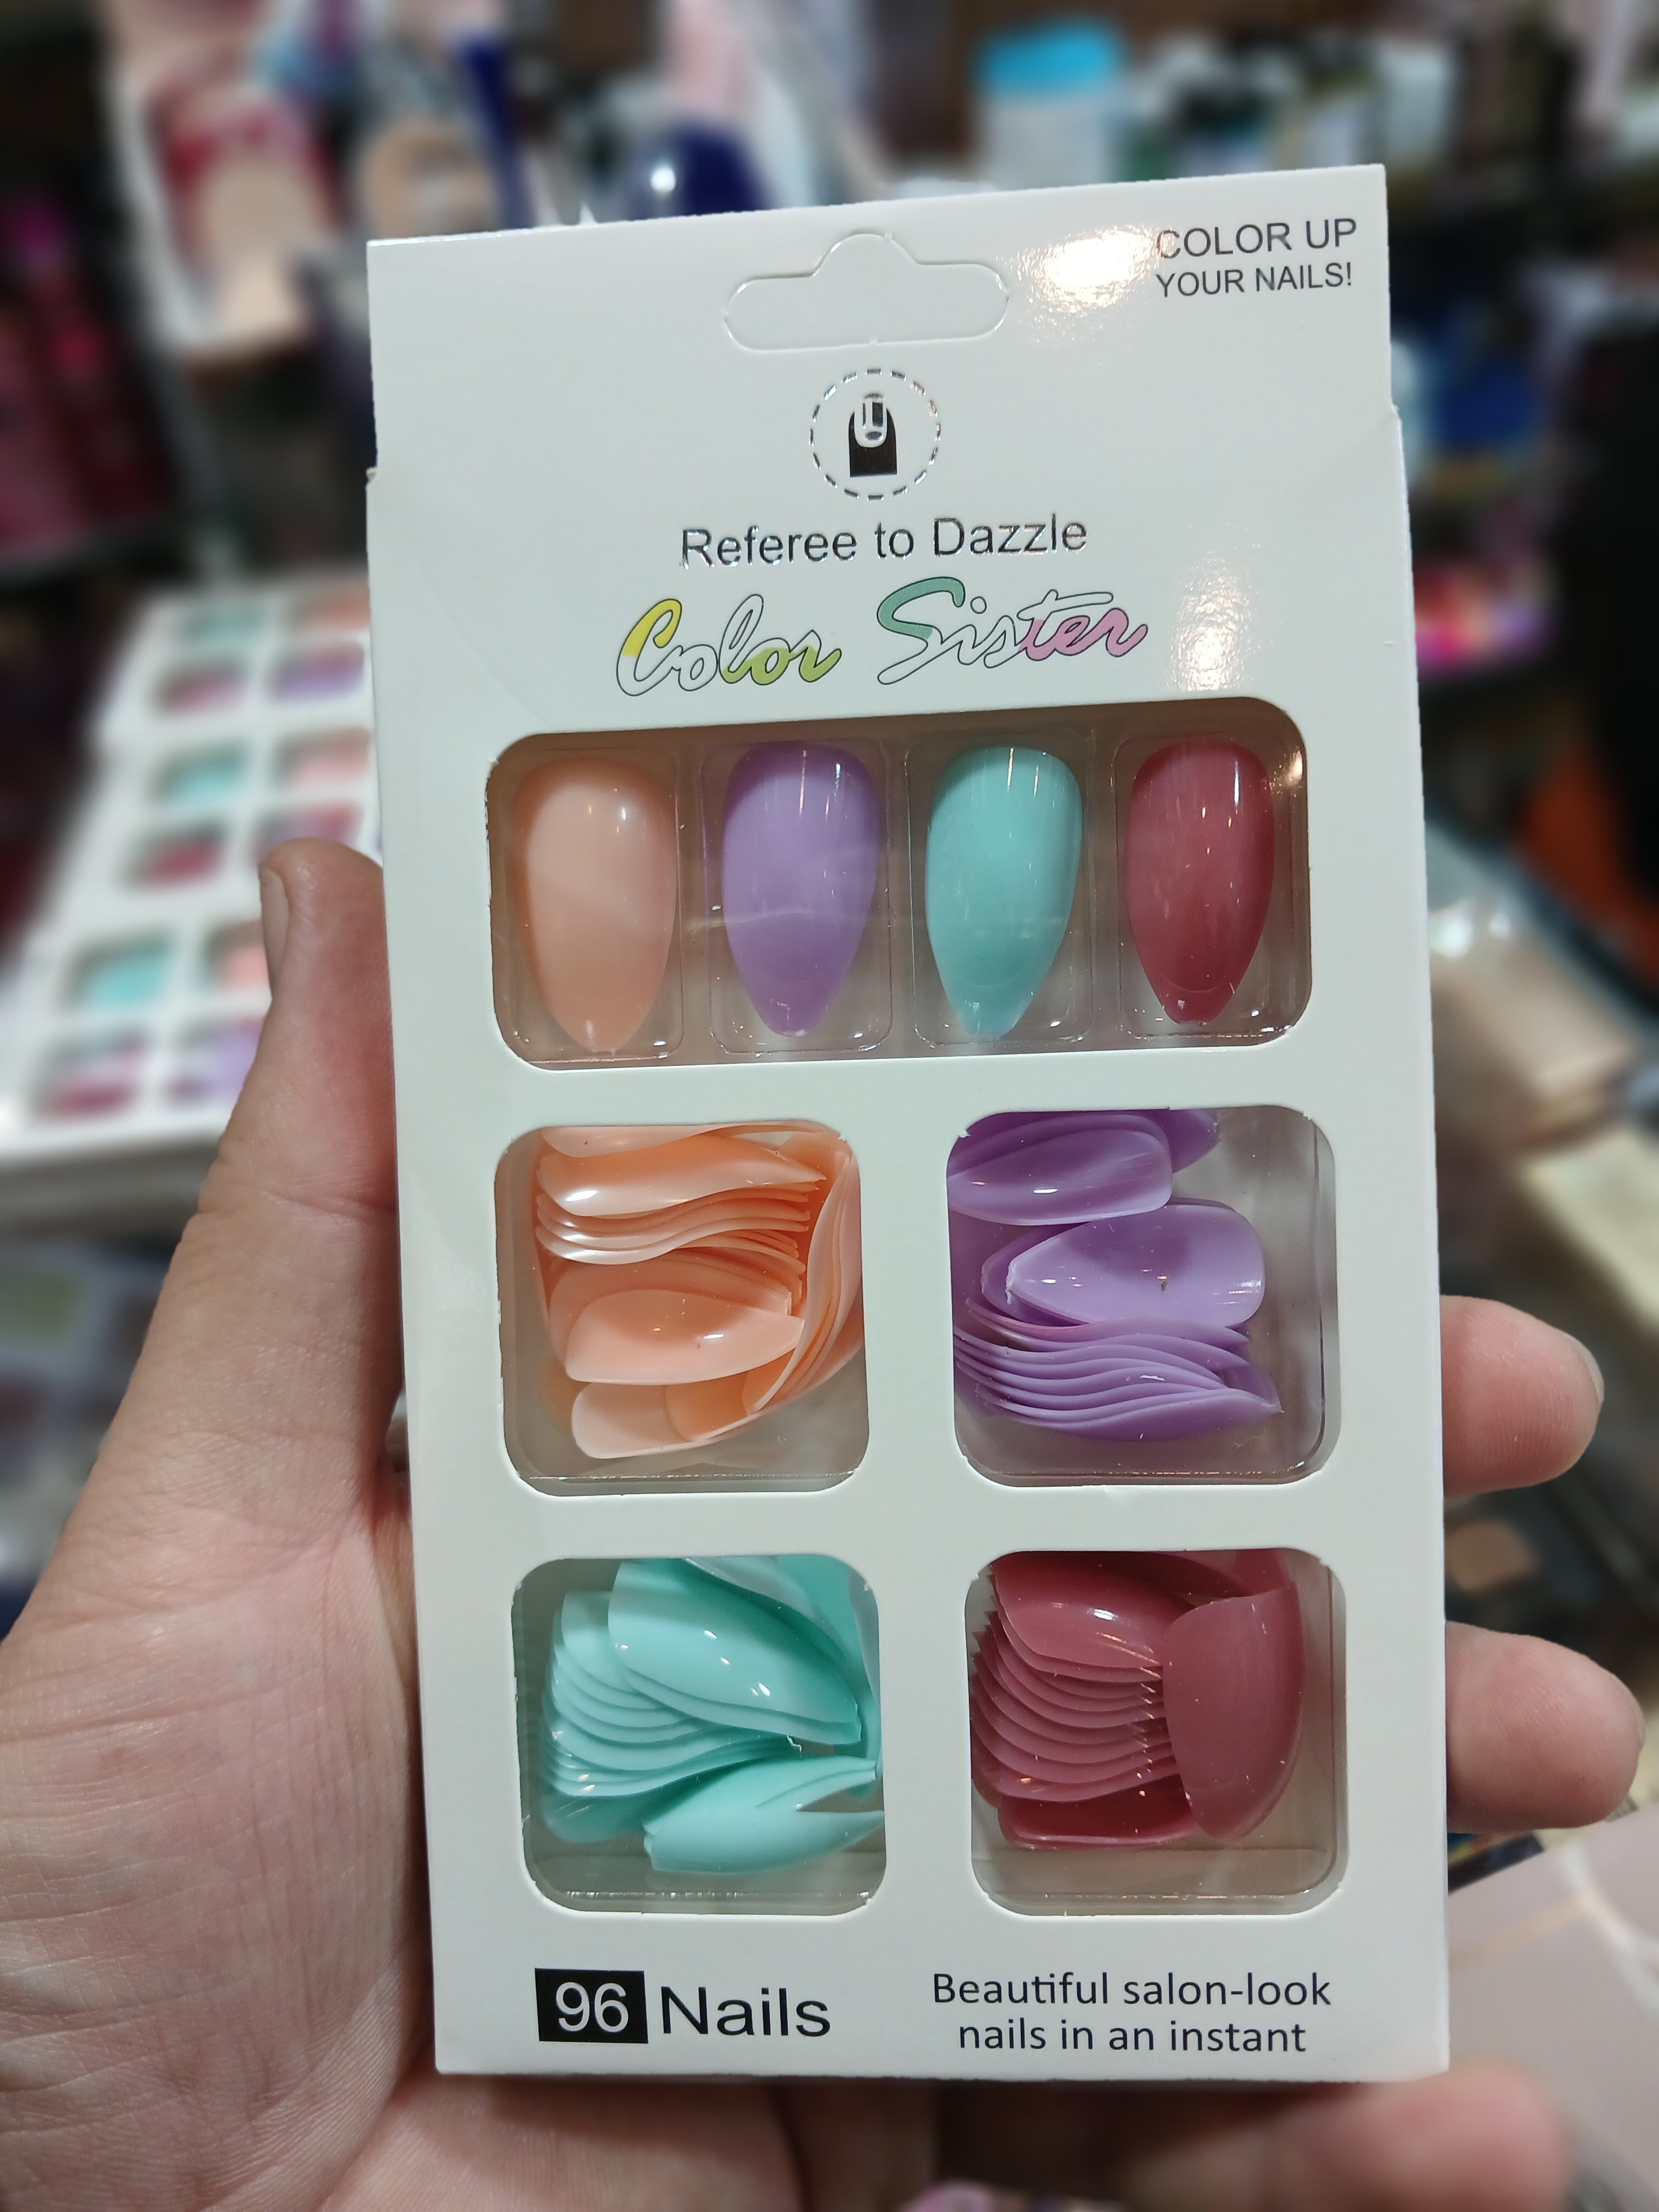 COLOR UP
YOUR NAILS!
Referee to Dazzle
Color Sister
96 Nails
Beautiful salon-look
nails in an instant